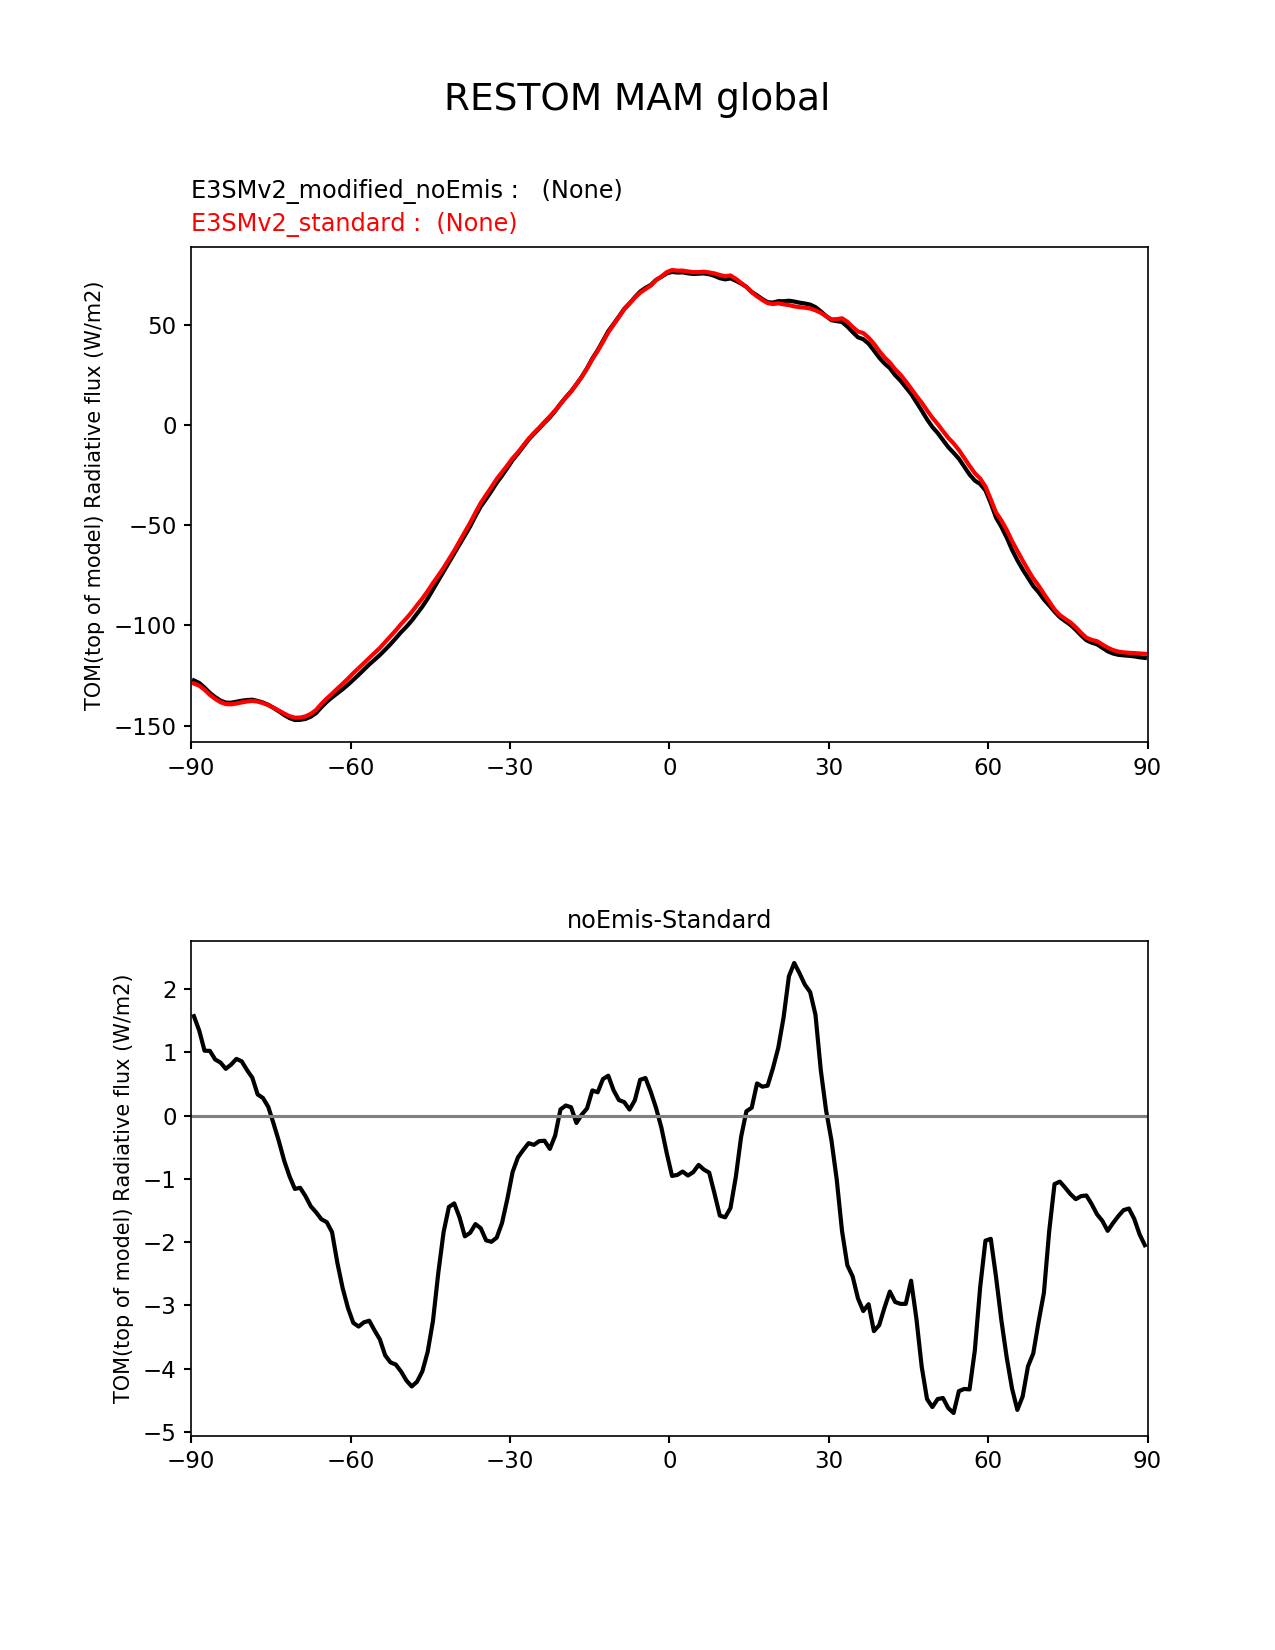 RESTOM MAM global
E3SMv2_modified_noEmis :   (None)
E3SMv2_standard :  (None)
TOM(top of model) Radiative flux (W/m2)
50
0
−50
−100
−150
−90 −60 −30 0 30 60 90
noEmis-Standard
TOM(top of model) Radiative flux (W/m2)
2
1
0
−1
−2
−3
−4
−5
−90 −60 −30 0 30 60 90